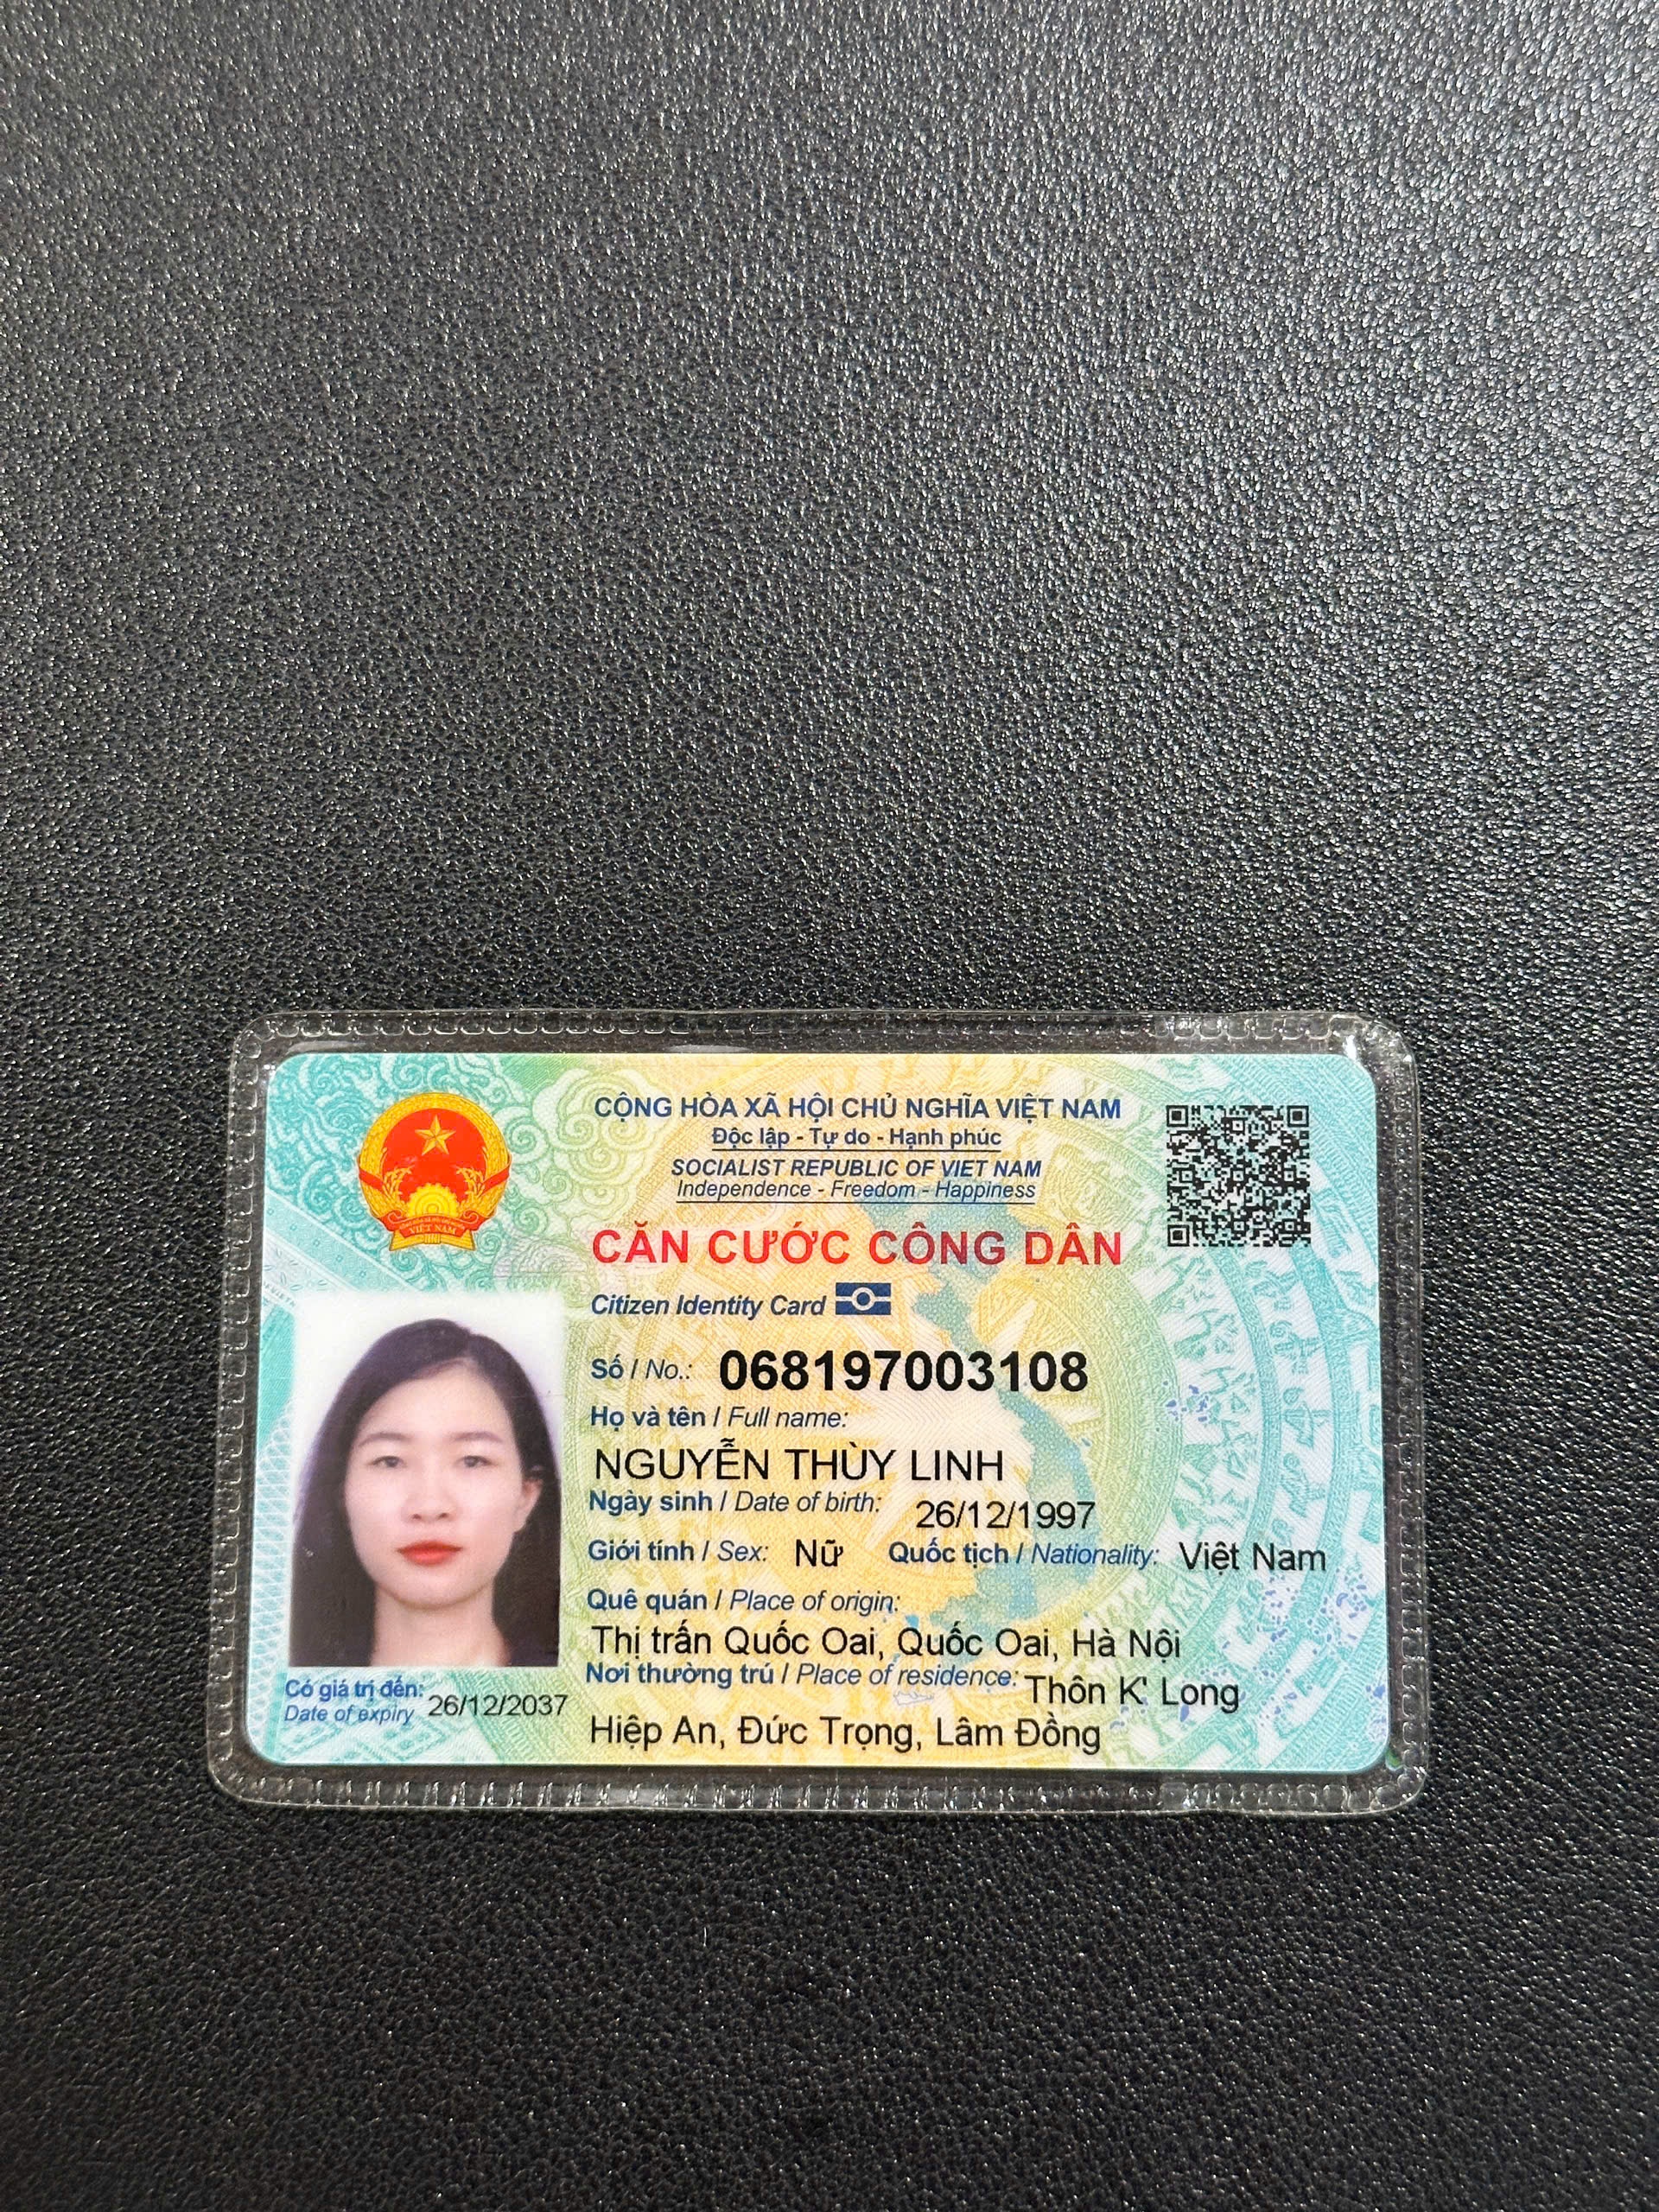 CỘNG HÒA XÃ HỘI CHỦ NGHĨA VIỆT NAM
Độc lập - Tự do - Hạnh phúc
SOCIALIST REPUBLIC OF VIET NAM
Independence - Freedom - Happiness
CĂN CƯỚC CÔNG DÂN
Citizen Identity Card
Số / No.: 068197003108
Họ và tên / Full name:
NGUYỄN THÙY LINH
Ngày sinh / Date of birth: 26/12/1997
Giới tính / Sex: Nữ Quốc tịch / Nationality: Việt Nam
Quê quán / Place of origin:
Thị trấn Quốc Oai, Quốc Oai, Hà Nội
Nơi thường trú / Place of residence: Thôn K' Long
Hiệp An, Đức Trọng, Lâm Đồng
Có giá trị đến: 26/12/2037
Date of expiry
VIỆT NAM